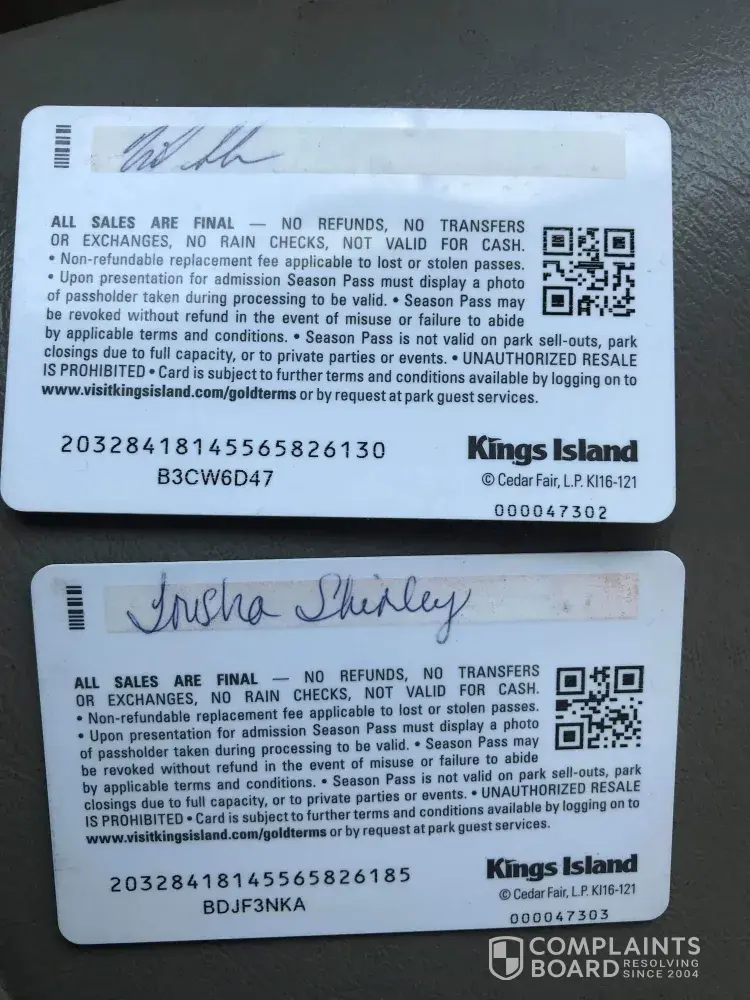 ALL SALES ARE FINAL — NO REFUNDS, NO TRANSFERS
OR EXCHANGES, NO RAIN CHECKS, NOT VALID FOR CASH.
• Non-refundable replacement fee applicable to lost or stolen passes.
• Upon presentation for admission Season Pass must display a photo
of passholder taken during processing to be valid. • Season Pass may
be revoked without refund in the event of misuse or failure to abide
by applicable terms and conditions. • Season Pass is not valid on park sell-outs, park
closings due to full capacity, or to private parties or events. • UNAUTHORIZED RESALE
IS PROHIBITED • Card is subject to further terms and conditions available by logging on to
www.visitkingsisland.com/goldterms or by request at park guest services.
20328418145565826130
B3CW6D47
Kings Island
© Cedar Fair, L.P. KI16-121
000047302
Trisha Shirley
ALL SALES ARE FINAL — NO REFUNDS, NO TRANSFERS
OR EXCHANGES, NO RAIN CHECKS, NOT VALID FOR CASH.
• Non-refundable replacement fee applicable to lost or stolen passes.
• Upon presentation for admission Season Pass must display a photo
of passholder taken during processing to be valid. • Season Pass may
be revoked without refund in the event of misuse or failure to abide
by applicable terms and conditions. • Season Pass is not valid on park sell-outs, park
closings due to full capacity, or to private parties or events. • UNAUTHORIZED RESALE
IS PROHIBITED • Card is subject to further terms and conditions available by logging on to
www.visitkingsisland.com/goldterms or by request at park guest services.
20328418145565826185
BDJF3NKA
Kings Island
© Cedar Fair, L.P. KI16-121
000047303
COMPLAINTS
BOARD RESOLVING SINCE 2004